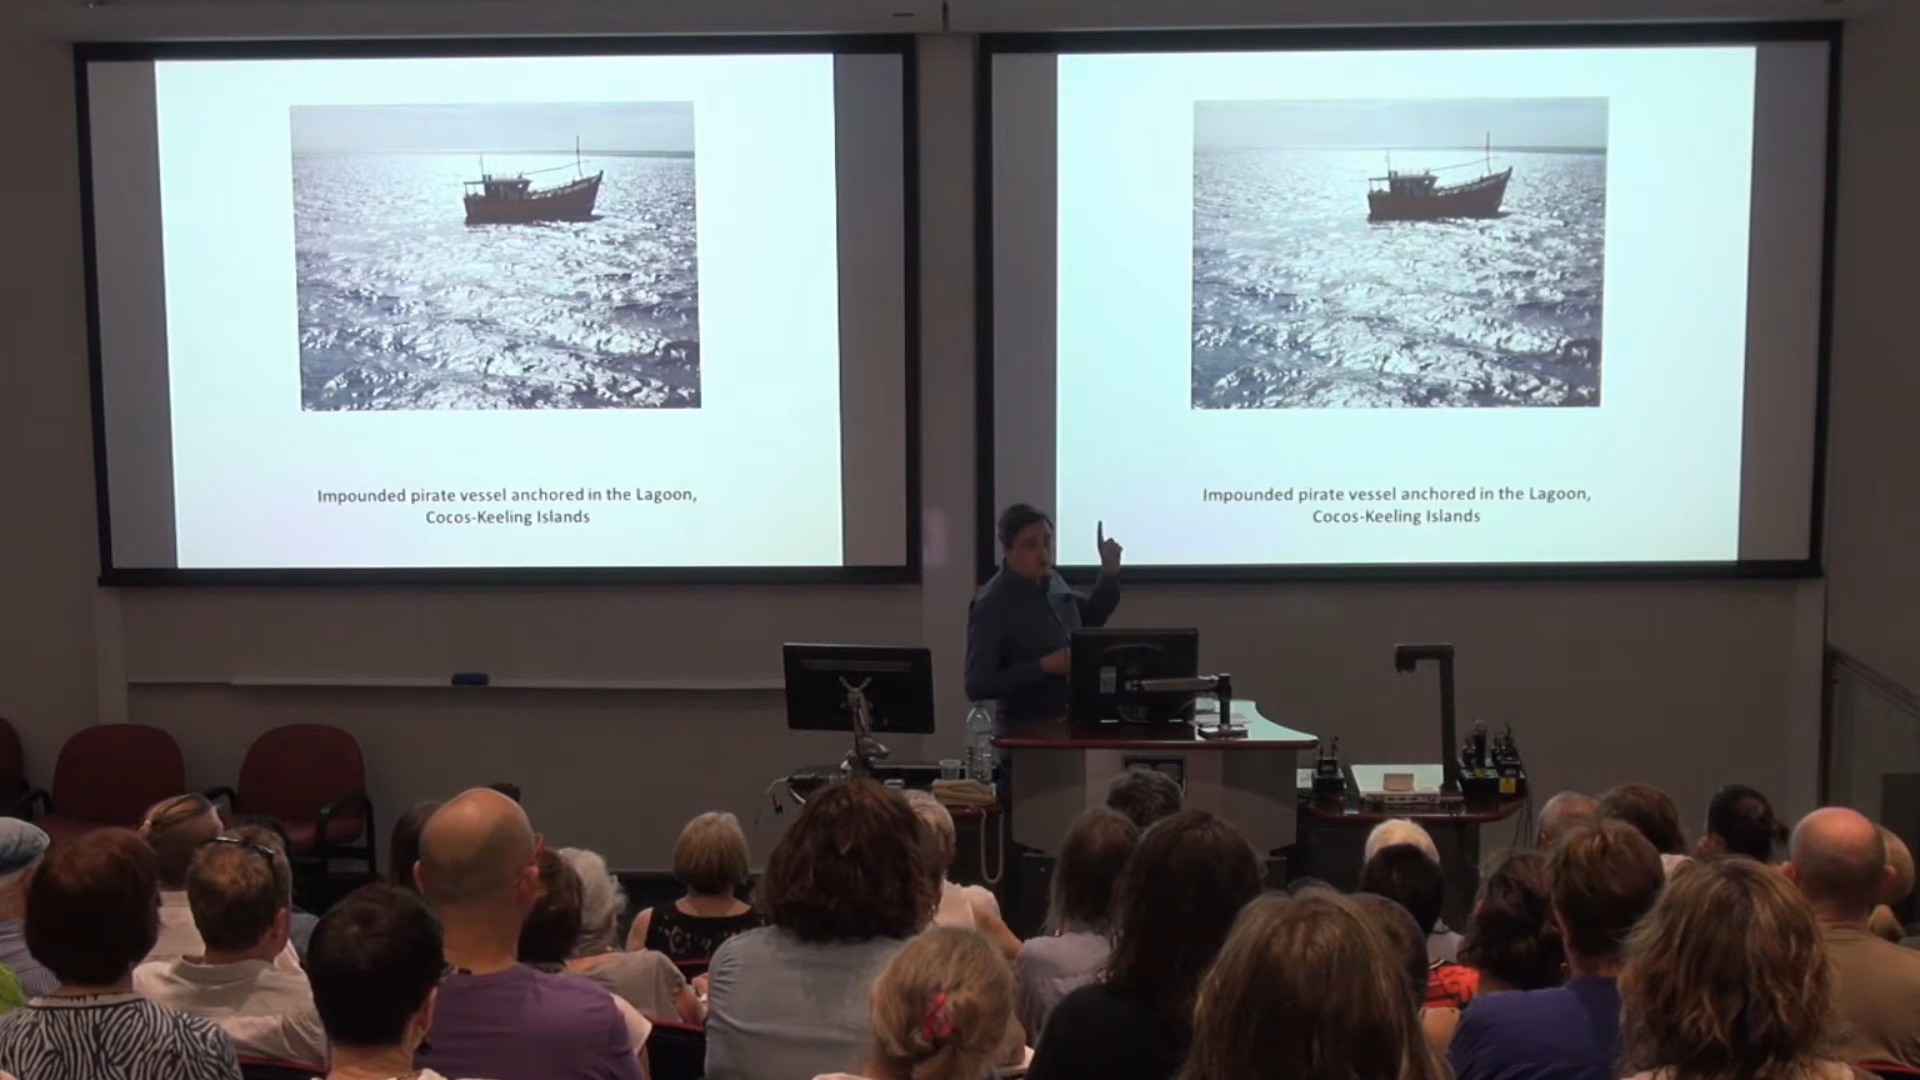 Impounded pirate vessel anchored in the Lagoon,
Cocos-Keeling Islands
Impounded pirate vessel anchored in the Lagoon,
Cocos-Keeling Islands